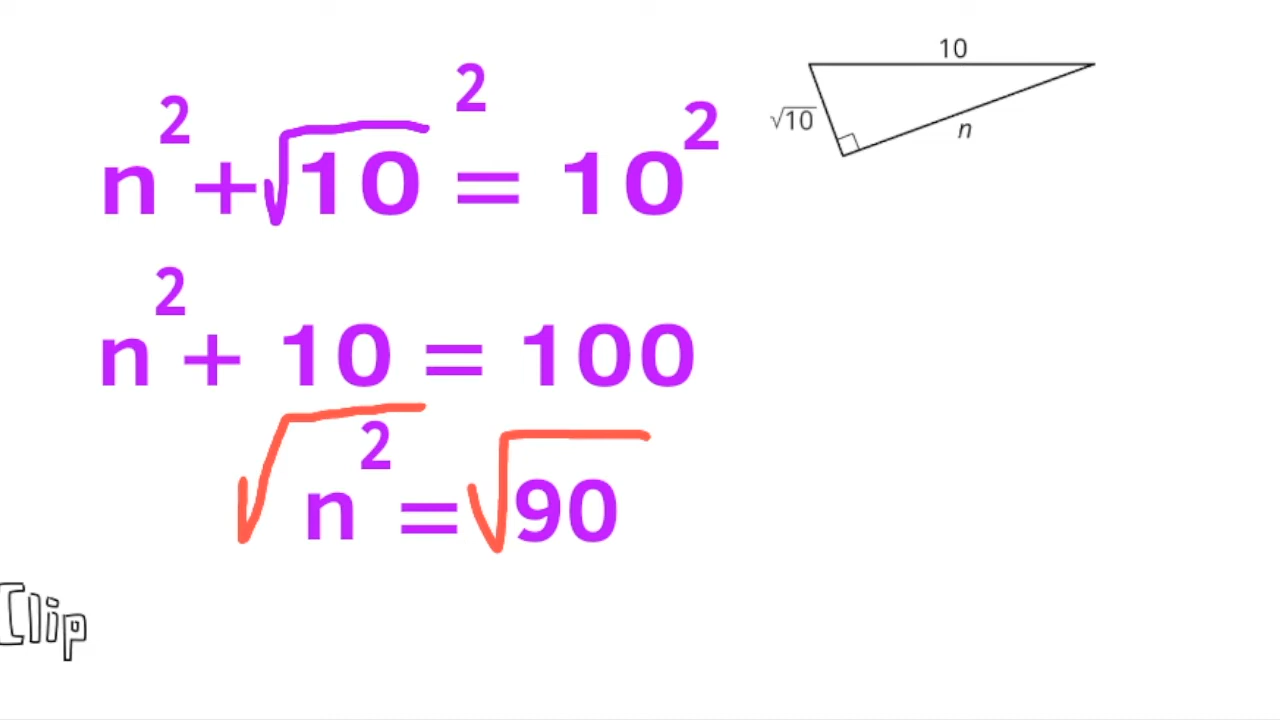 n² + √10² = 10²
10
√10
n
n² + 10 = 100
√n² = √90
Clip